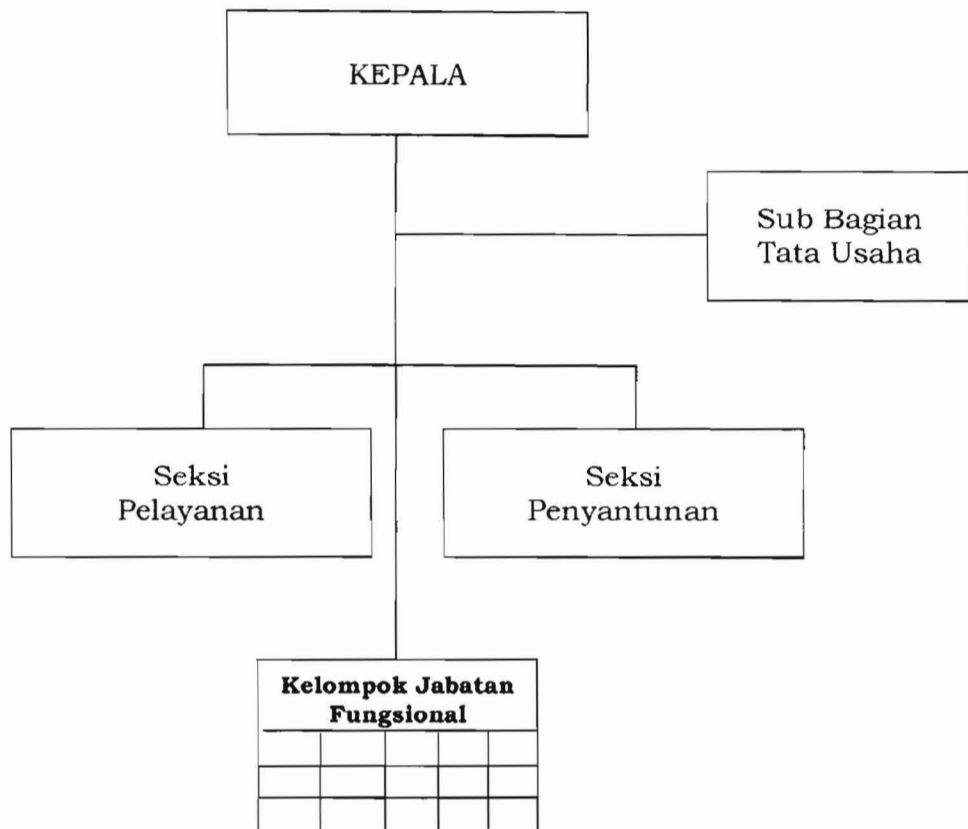 KEPALA
Sub Bagian
Tata Usaha
Seksi
Pelayanan
Seksi
Penyantunan
Kelompok Jabatan
Fungsional